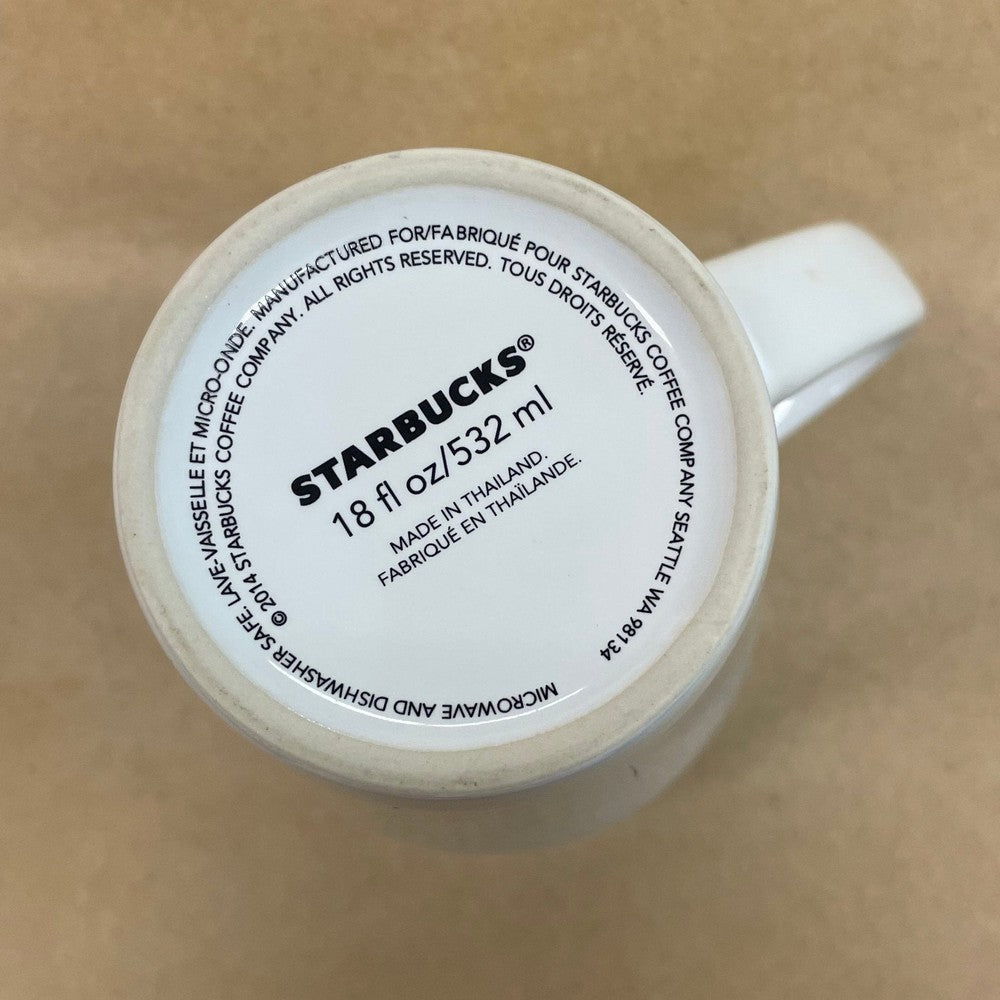 STARBUCKS®
18 fl oz/532 ml
MADE IN THAILAND.
FABRIQUÉ EN THAÏLANDE.
MICROWAVE AND DISHWASHER SAFE. LAVE-VAISSELLE ET MICRO-ONDE. MANUFACTURED FOR/FABRIQUÉ POUR STARBUCKS COFFEE COMPANY SEATTLE WA 98134
© 2014 STARBUCKS COFFEE COMPANY. ALL RIGHTS RESERVED. TOUS DROITS RÉSERVÉ.